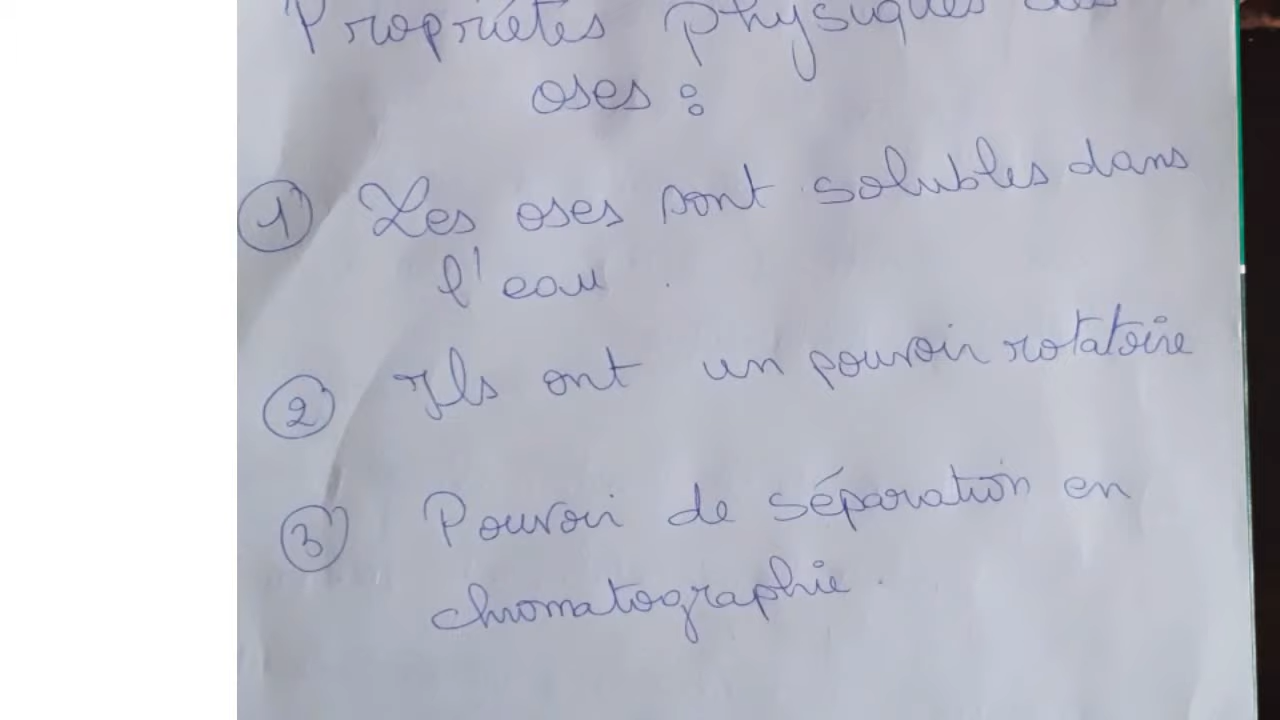 Propriétés physiques des
oses :
1 Les oses sont solubles dans
l'eau.
2 Ils ont un pouvoir rotatoire
3 Pouvoir de séparation en
chromatographie.